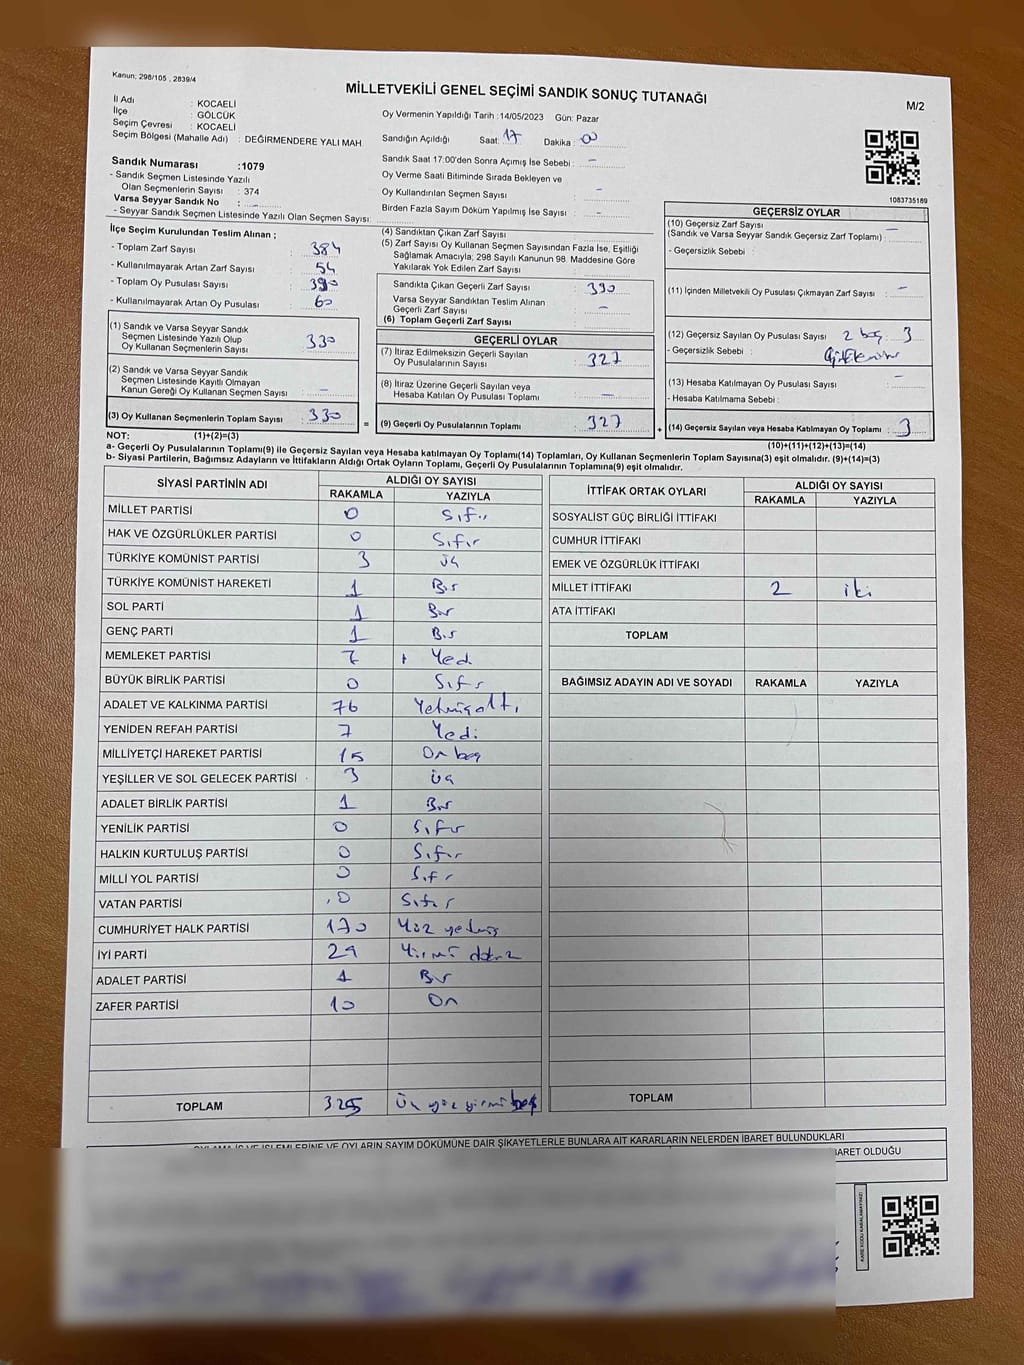 Kanun; 298/105 , 2839/4
MİLLETVEKİLİ GENEL SEÇİMİ SANDIK SONUÇ TUTANAĞI
M/2
İl Adı : KOCAELİ
İlçe : GÖLCÜK
Seçim Çevresi : KOCAELİ
Seçim Bölgesi (Mahalle Adı) : DEĞİRMENDERE YALI MAH
Sandık Numarası :1079
- Sandık Seçmen Listesinde Yazılı
Olan Seçmenlerin Sayısı : 374
Varsa Seyyar Sandık No : -
- Seyyar Sandık Seçmen Listesinde Yazılı Olan Seçmen Sayısı:
Oy Vermenin Yapıldığı Tarih : 14/05/2023 Gün: Pazar
Sandığın Açıldığı Saat: 17 Dakika : 00
Sandık Saat 17:00'den Sonra Açımış İse Sebebi : -
Oy Verme Saati Bitiminde Sırada Bekleyen ve
Oy Kullandırılan Seçmen Sayısı : -
Birden Fazla Sayım Döküm Yapılmış İse Sayısı : -
1083735189
İlçe Seçim Kurulundan Teslim Alınan ;
- Toplam Zarf Sayısı : 384
- Kullanılmayarak Artan Zarf Sayısı : 54
- Toplam Oy Pusulası Sayısı : 390
- Kullanılmayarak Artan Oy Pusulası : 60
(1) Sandık ve Varsa Seyyar Sandık
Seçmen Listesinde Yazılı Olup
Oy Kullanan Seçmenlerin Sayısı : 330
(2) Sandık ve Varsa Seyyar Sandık
Seçmen Listesinde Kayıtlı Olmayan
Kanun Gereği Oy Kullanan Seçmen Sayısı : -
(3) Oy Kullanan Seçmenlerin Toplam Sayısı : 330
(4) Sandıktan Çıkan Zarf Sayısı :
(5) Zarf Sayısı Oy Kullanan Seçmen Sayısından Fazla İse, Eşitliği
Sağlamak Amacıyla; 298 Sayılı Kanunun 98. Maddesine Göre
Yakılarak Yok Edilen Zarf Sayısı :
Sandıkta Çıkan Geçerli Zarf Sayısı : 330
Varsa Seyyar Sandıktan Teslim Alınan
Geçerli Zarf Sayısı : -
(6) Toplam Geçerli Zarf Sayısı :
GEÇERLİ OYLAR
(7) İtiraz Edilmeksizin Geçerli Sayılan
Oy Pusulalarının Sayısı : 327
(8) İtiraz Üzerine Geçerli Sayılan veya
Hesaba Katılan Oy Pusulası Toplamı : -
= (9) Geçerli Oy Pusulalarının Toplamı : 327
GEÇERSİZ OYLAR
(10) Geçersiz Zarf Sayısı
(Sandık ve Varsa Seyyar Sandık Geçersiz Zarf Toplamı) : -
- Geçersizlik Sebebi :
(11) İçinden Milletvekili Oy Pusulası Çıkmayan Zarf Sayısı : -
(12) Geçersiz Sayılan Oy Pusulası Sayısı : 2 boş 3
- Geçersizlik Sebebi :
(13) Hesaba Katılmayan Oy Pusulası Sayısı : -
- Hesaba Katılmama Sebebi :
+ (14) Geçersiz Sayılan veya Hesaba Katılmayan Oy Toplamı : 3
NOT: (1)+(2)=(3)
(10)+(11)+(12)+(13)=(14)
a- Geçerli Oy Pusulalarının Toplamı(9) ile Geçersiz Sayılan veya Hesaba katılmayan Oy Toplamı(14) Toplamları, Oy Kullanan Seçmenlerin Toplam Sayısına(3) eşit olmalıdır. (9)+(14)=(3)
b- Siyasi Partilerin, Bağımsız Adayların ve İttifakların Aldığı Ortak Oyların Toplamı, Geçerli Oy Pusulalarının Toplamına(9) eşit olmalıdır.
SİYASİ PARTİNİN ADI ALDIĞI OY SAYISI
RAKAMLA YAZIYLA
MİLLET PARTİSİ 0 Sıfır
HAK VE ÖZGÜRLÜKLER PARTİSİ 0 Sıfır
TÜRKİYE KOMÜNİST PARTİSİ 3 Üç
TÜRKİYE KOMÜNİST HAREKETİ 1 Bir
SOL PARTİ 1 Bir
GENÇ PARTİ 1 Bir
MEMLEKET PARTİSİ 7 Yedi
BÜYÜK BİRLİK PARTİSİ 0 Sıfır
ADALET VE KALKINMA PARTİSİ 76 Yetmişaltı
YENİDEN REFAH PARTİSİ 7 Yedi
MİLLİYETÇİ HAREKET PARTİSİ 15 On beş
YEŞİLLER VE SOL GELECEK PARTİSİ 3 Üç
ADALET BİRLİK PARTİSİ 1 Bir
YENİLİK PARTİSİ 0 Sıfır
HALKIN KURTULUŞ PARTİSİ 0 Sıfır
MİLLİ YOL PARTİSİ 0 Sıfır
VATAN PARTİSİ 0 Sıfır
CUMHURİYET HALK PARTİSİ 170 Yüz yetmiş
İYİ PARTİ 29 Yirmi dokuz
ADALET PARTİSİ 1 Bir
ZAFER PARTİSİ 10 On
TOPLAM 325 Üç yüz yirmi beş
İTTİFAK ORTAK OYLARI ALDIĞI OY SAYISI
RAKAMLA YAZIYLA
SOSYALİST GÜÇ BİRLİĞİ İTTİFAKI
CUMHUR İTTİFAKI
EMEK VE ÖZGÜRLÜK İTTİFAKI
MİLLET İTTİFAKI 2 iki
ATA İTTİFAKI
TOPLAM
BAĞIMSIZ ADAYIN ADI VE SOYADI RAKAMLA YAZIYLA
TOPLAM
OYLAMA İŞ VE İŞLEMLERİNE VE OYLARIN SAYIM DÖKÜMÜNE DAİR ŞİKAYETLERLE BUNLARA AİT KARARLARIN NELERDEN İBARET BULUNDUKLARI
BARET OLDUĞU
KARE KODU KARALAMAYINIZ!